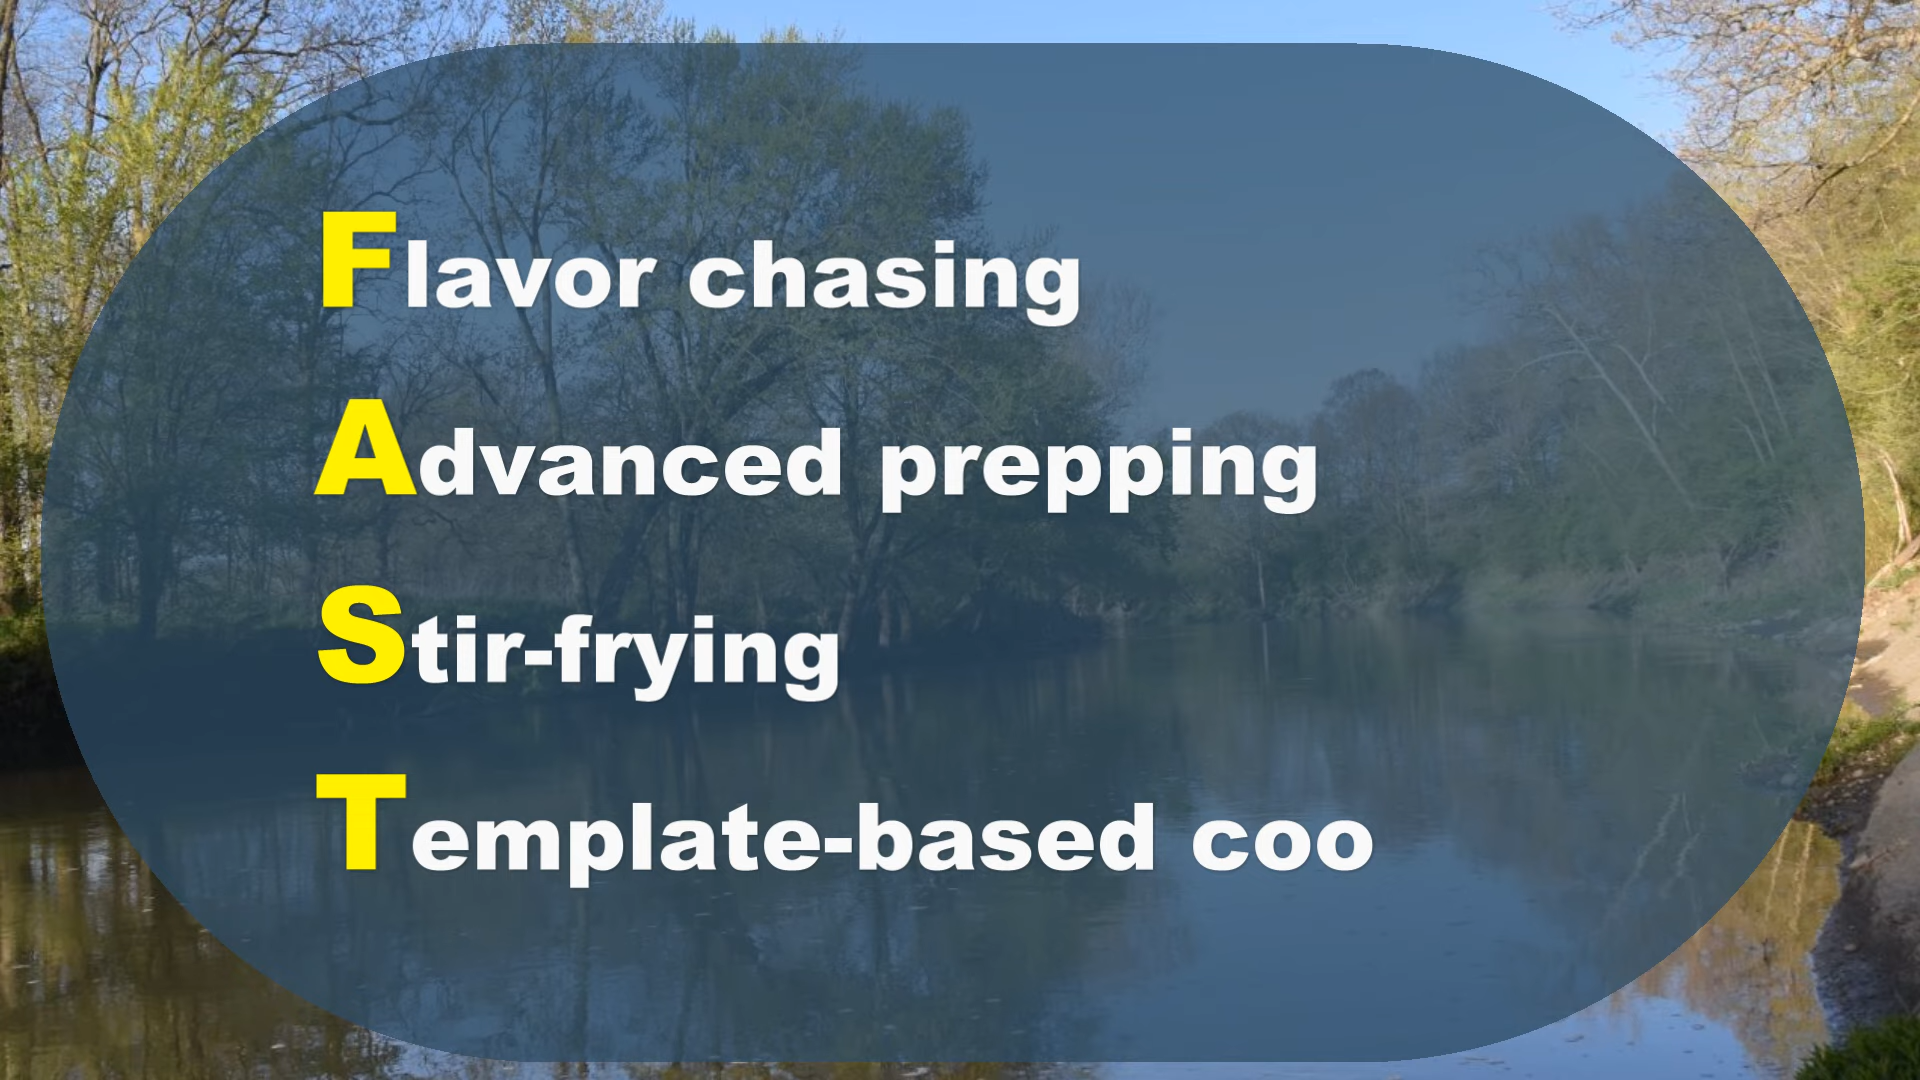 Flavor chasing
Advanced prepping
Stir-frying
Template-based coo